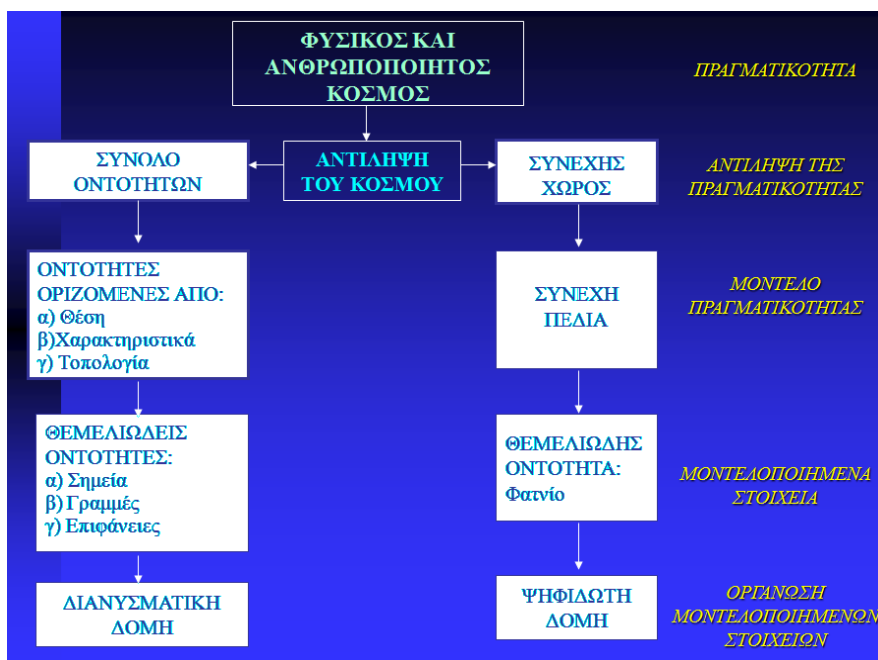 ΦΥΣΙΚΟΣ ΚΑΙ
ΑΝΘΡΩΠΟΠΟΙΗΤΟΣ
ΚΟΣΜΟΣ
ΠΡΑΓΜΑΤΙΚΟΤΗΤΑ
ΣΥΝΟΛΟ
ΟΝΤΟΤΗΤΩΝ
ΑΝΤΙΛΗΨΗ
ΤΟΥ ΚΟΣΜΟΥ
ΣΥΝΕΧΗΣ
ΧΩΡΟΣ
ΑΝΤΙΛΗΨΗ ΤΗΣ
ΠΡΑΓΜΑΤΙΚΟΤΗΤΑΣ
ΟΝΤΟΤΗΤΕΣ
ΟΡΙΖΟΜΕΝΕΣ ΑΠΟ:
α) Θέση
β)Χαρακτηριστικά
γ) Τοπολογία
ΣΥΝΕΧΗ
ΠΕΔΙΑ
ΜΟΝΤΕΛΟ
ΠΡΑΓΜΑΤΙΚΟΤΗΤΑΣ
ΘΕΜΕΛΙΩΔΕΙΣ
ΟΝΤΟΤΗΤΕΣ:
α) Σημεία
β) Γραμμές
γ) Επιφάνειες
ΘΕΜΕΛΙΩΔΗΣ
ΟΝΤΟΤΗΤΑ:
Φατνίο
ΜΟΝΤΕΛΟΠΟΙΗΜΕΝΑ
ΣΤΟΙΧΕΙΑ
ΔΙΑΝΥΣΜΑΤΙΚΗ
ΔΟΜΗ
ΨΗΦΙΔΩΤΗ
ΔΟΜΗ
ΟΡΓΑΝΩΣΗ
ΜΟΝΤΕΛΟΠΟΙΗΜΕΝΩΝ
ΣΤΟΙΧΕΙΩΝ